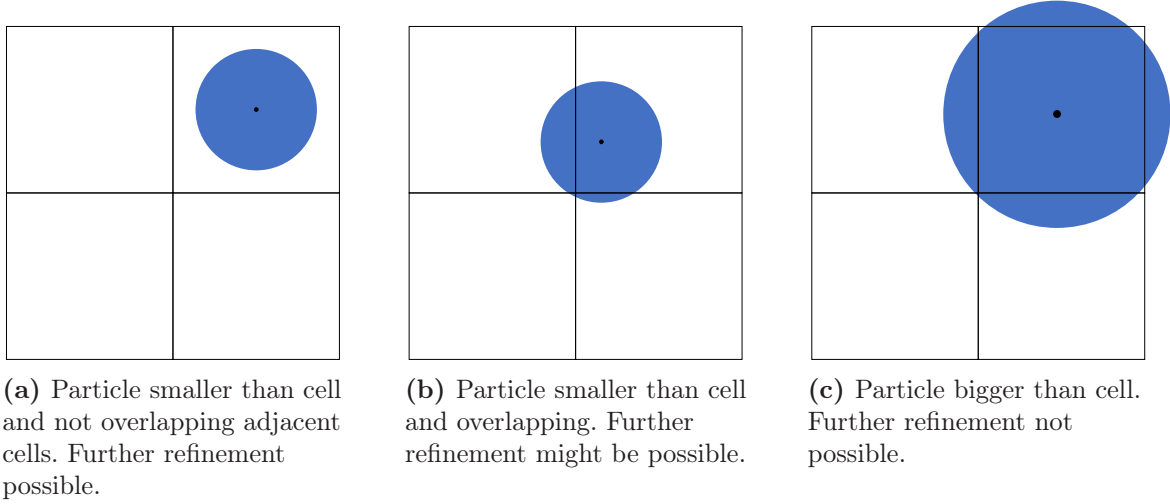 (a) Particle smaller than cell
and not overlapping adjacent
cells. Further refinement
possible.
(b) Particle smaller than cell
and overlapping. Further
refinement might be possible.
(c) Particle bigger than cell.
Further refinement not
possible.